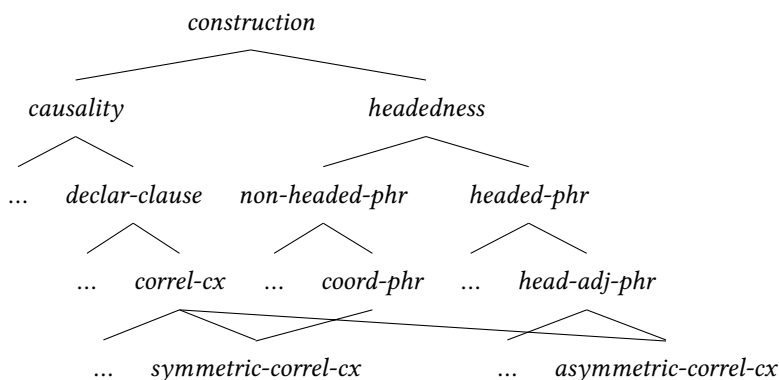 construction
causality headedness
... declar-clause non-headed-phr headed-phr
... correl-cx ... coord-phr ... head-adj-phr
... symmetric-correl-cx ... asymmetric-correl-cx